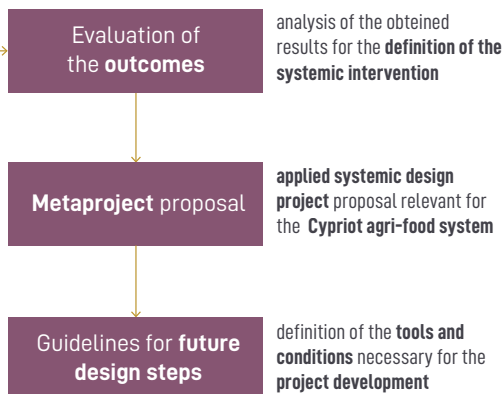 Evaluation of
the outcomes
analysis of the obteined
results for the definition of the
systemic intervention
Metaproject proposal
applied systemic design
project proposal relevant for
the Cypriot agri-food system
Guidelines for future
design steps
definition of the tools and
conditions necessary for the
project development